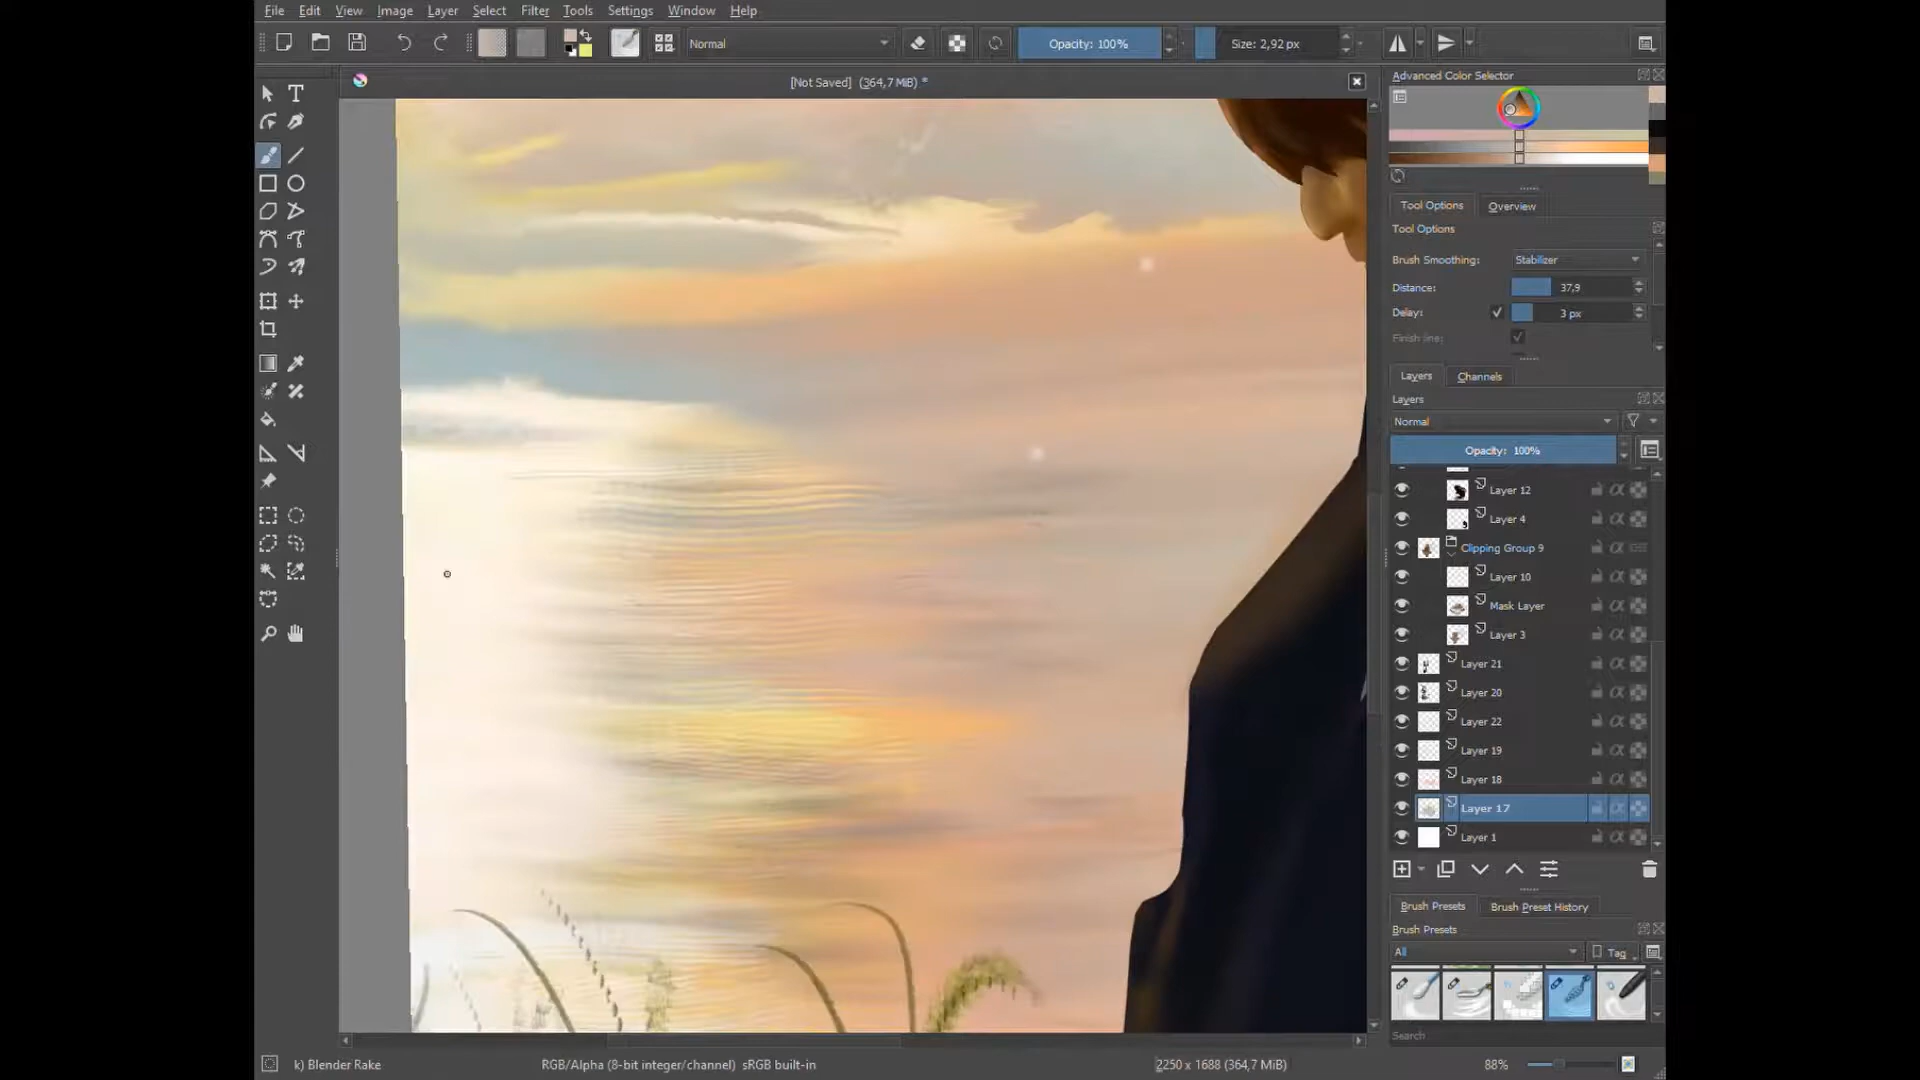 File Edit View Image Layer Select Filter Tools Settings Window Help
Normal
Opacity: 100%
Size: 2,92 px
[Not Saved] (364,7 MiB) *
Advanced Color Selector
Tool Options Overview
Tool Options
Brush Smoothing: Stabilizer
Distance: 37,9
Delay: 3 px
Finish line:
Layers Channels
Layers
Normal
Opacity: 100%
Layer 12
Layer 4
Clipping Group 9
Layer 10
Mask Layer
Layer 3
Layer 21
Layer 20
Layer 22
Layer 19
Layer 18
Layer 17
Layer 1
Brush Presets Brush Preset History
Brush Presets
All Tag
Search
k) Blender Rake RGB/Alpha (8-bit integer/channel) sRGB built-in 2250 x 1688 (364,7 MiB) 88%